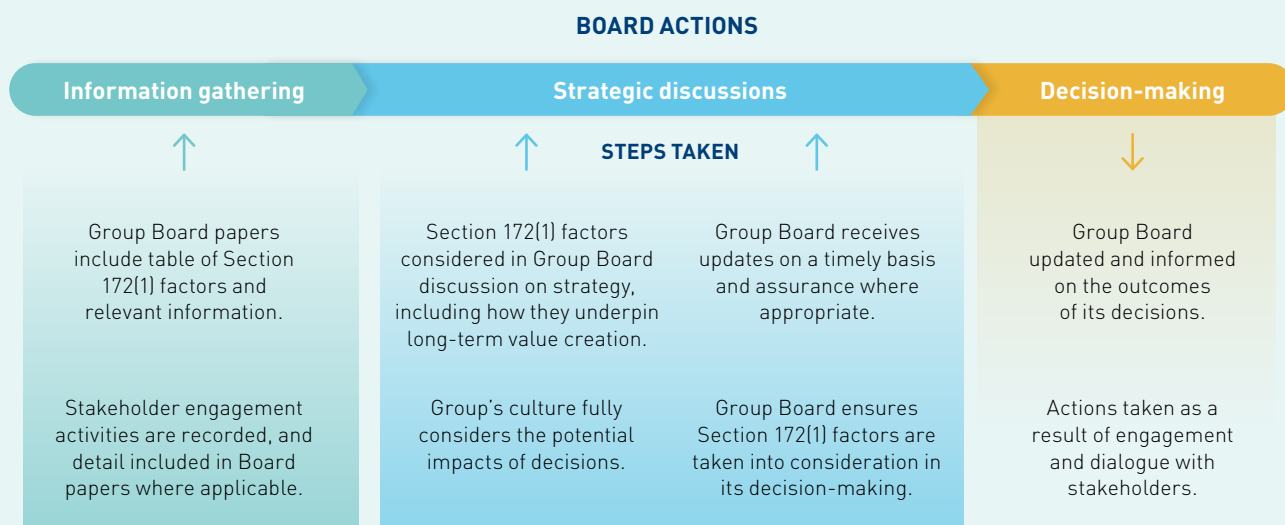 BOARD ACTIONS
Information gathering
Strategic discussions
Decision-making
STEPS TAKEN
Group Board papers
include table of Section
172(1) factors and
relevant information.
Stakeholder engagement
activities are recorded, and
detail included in Board
papers where applicable.
Section 172(1) factors
considered in Group Board
discussion on strategy,
including how they underpin
long-term value creation.
Group’s culture fully
considers the potential
impacts of decisions.
Group Board receives
updates on a timely basis
and assurance where
appropriate.
Group Board ensures
Section 172(1) factors are
taken into consideration in
its decision-making.
Group Board
updated and informed
on the outcomes
of its decisions.
Actions taken as a
result of engagement
and dialogue with
stakeholders.